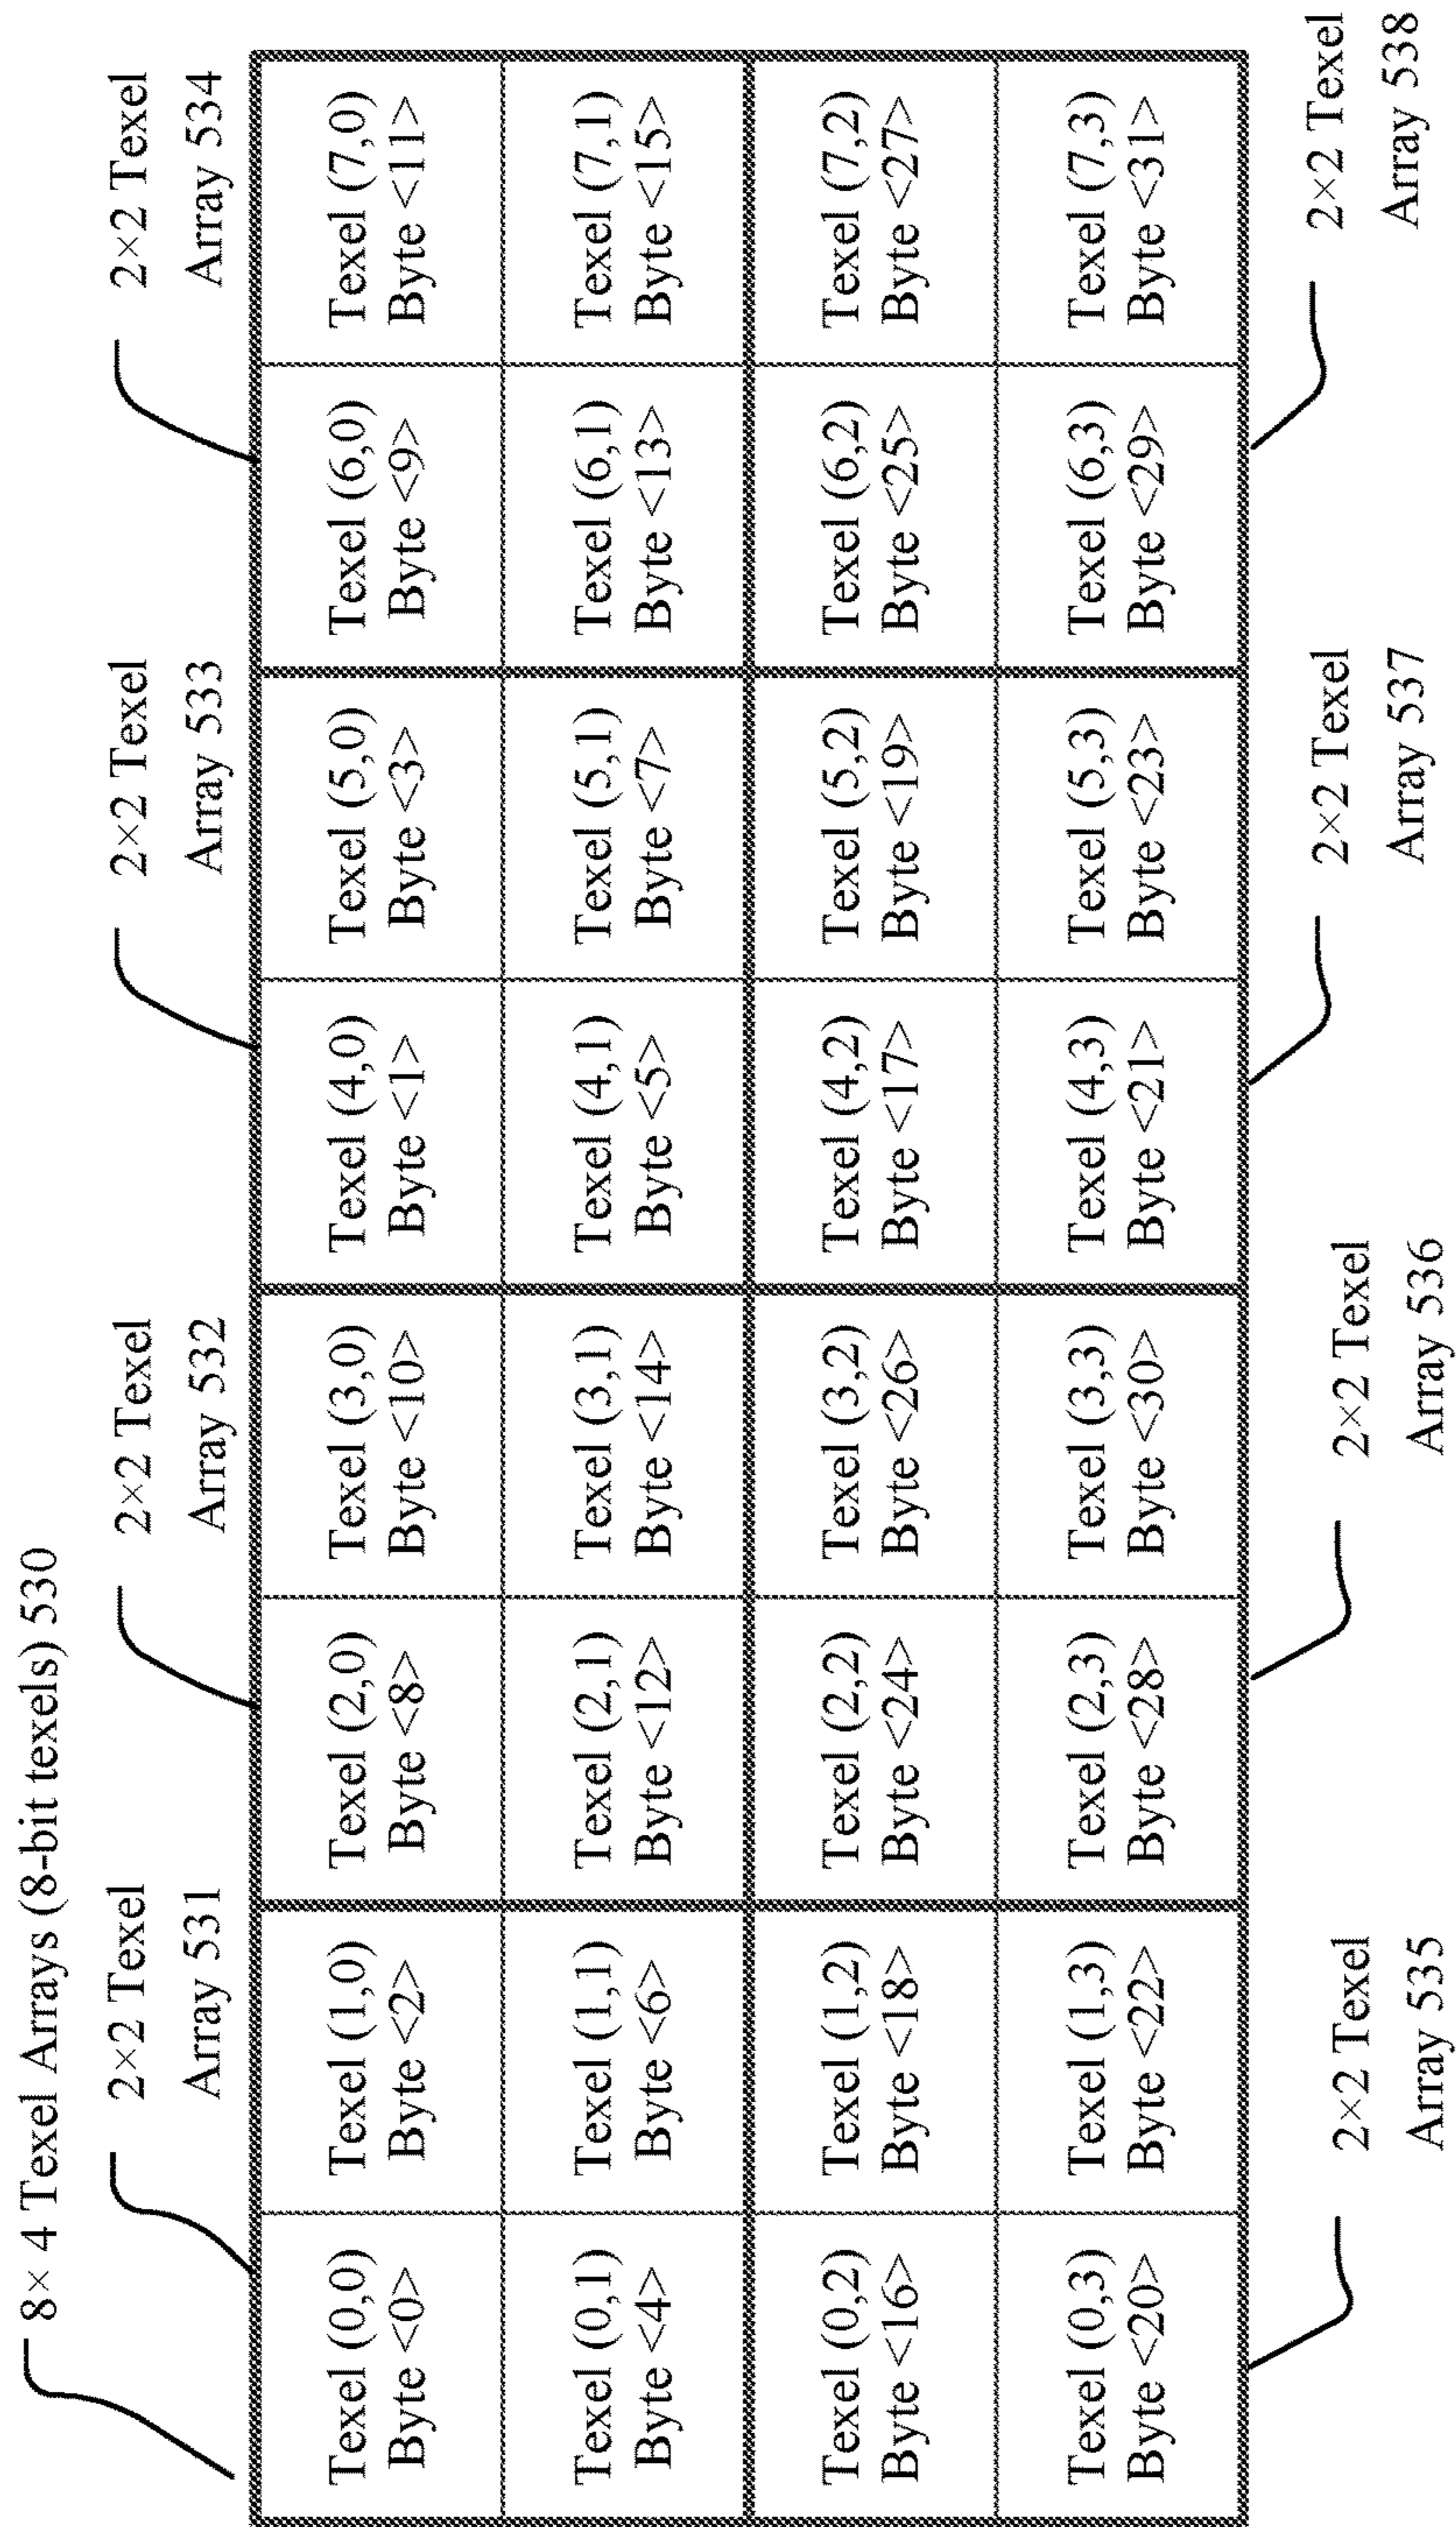 8× 4 Texel Arrays (8-bit texels) 530
2×2 Texel
Array 531
2×2 Texel
Array 532
2×2 Texel
Array 533
2×2 Texel
Array 534
Texel (0,0)
Byte <0>
Texel (1,0)
Byte <2>
Texel (2,0)
Byte <8>
Texel (3,0)
Byte <10>
Texel (4,0)
Byte <1>
Texel (5,0)
Byte <3>
Texel (6,0)
Byte <9>
Texel (7,0)
Byte <11>
Texel (0,1)
Byte <4>
Texel (1,1)
Byte <6>
Texel (2,1)
Byte <12>
Texel (3,1)
Byte <14>
Texel (4,1)
Byte <5>
Texel (5,1)
Byte <7>
Texel (6,1)
Byte <13>
Texel (7,1)
Byte <15>
Texel (0,2)
Byte <16>
Texel (1,2)
Byte <18>
Texel (2,2)
Byte <24>
Texel (3,2)
Byte <26>
Texel (4,2)
Byte <17>
Texel (5,2)
Byte <19>
Texel (6,2)
Byte <25>
Texel (7,2)
Byte <27>
Texel (0,3)
Byte <20>
Texel (1,3)
Byte <22>
Texel (2,3)
Byte <28>
Texel (3,3)
Byte <30>
Texel (4,3)
Byte <21>
Texel (5,3)
Byte <23>
Texel (6,3)
Byte <29>
Texel (7,3)
Byte <31>
2×2 Texel
Array 535
2×2 Texel
Array 536
2×2 Texel
Array 537
2×2 Texel
Array 538